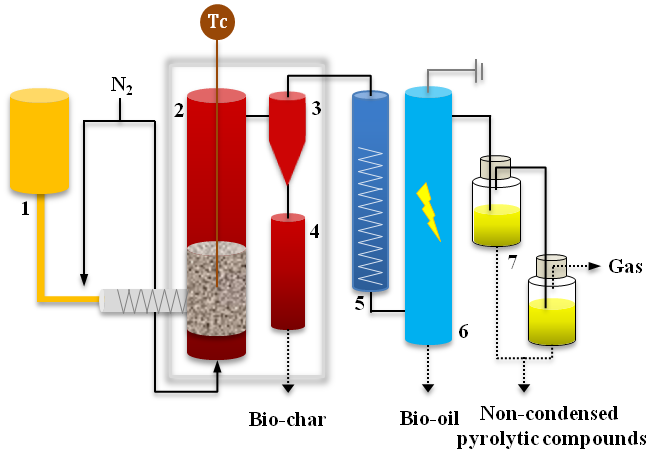 Tc
N₂
1
2
3
4
5
6
7
Gas
Bio-char
Bio-oil
Non-condensed
pyrolytic compounds